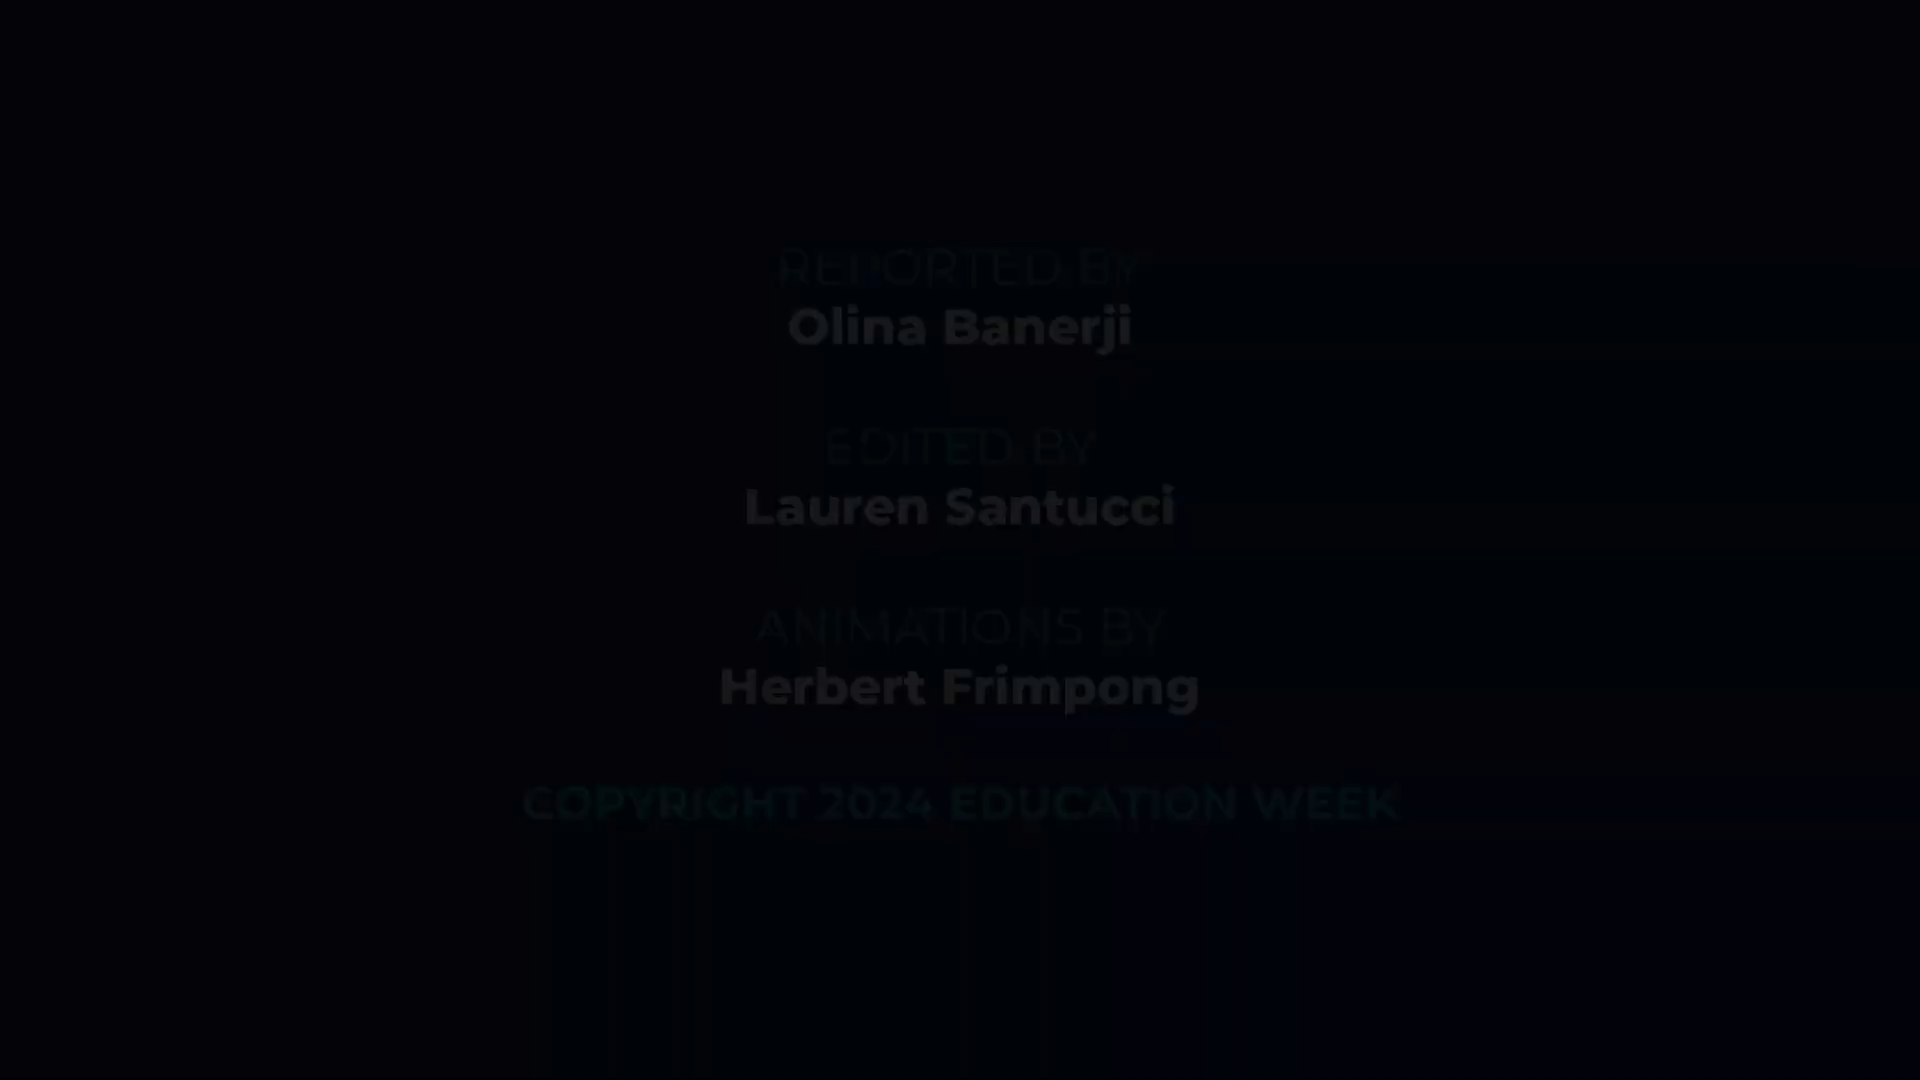 REPORTED BY
Olina Banerji
EDITED BY
Lauren Santucci
ANIMATIONS BY
Herbert Frimpong
COPYRIGHT 2024 EDUCATION WEEK